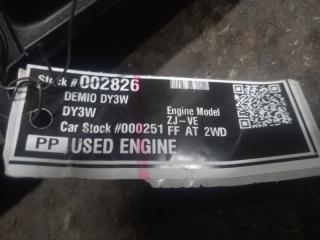 Stock # 002826
DEMIO DY3W
DY3W Engine Model
ZJ-VE
Car Stock #000251 FF AT 2WD
PP USED ENGINE